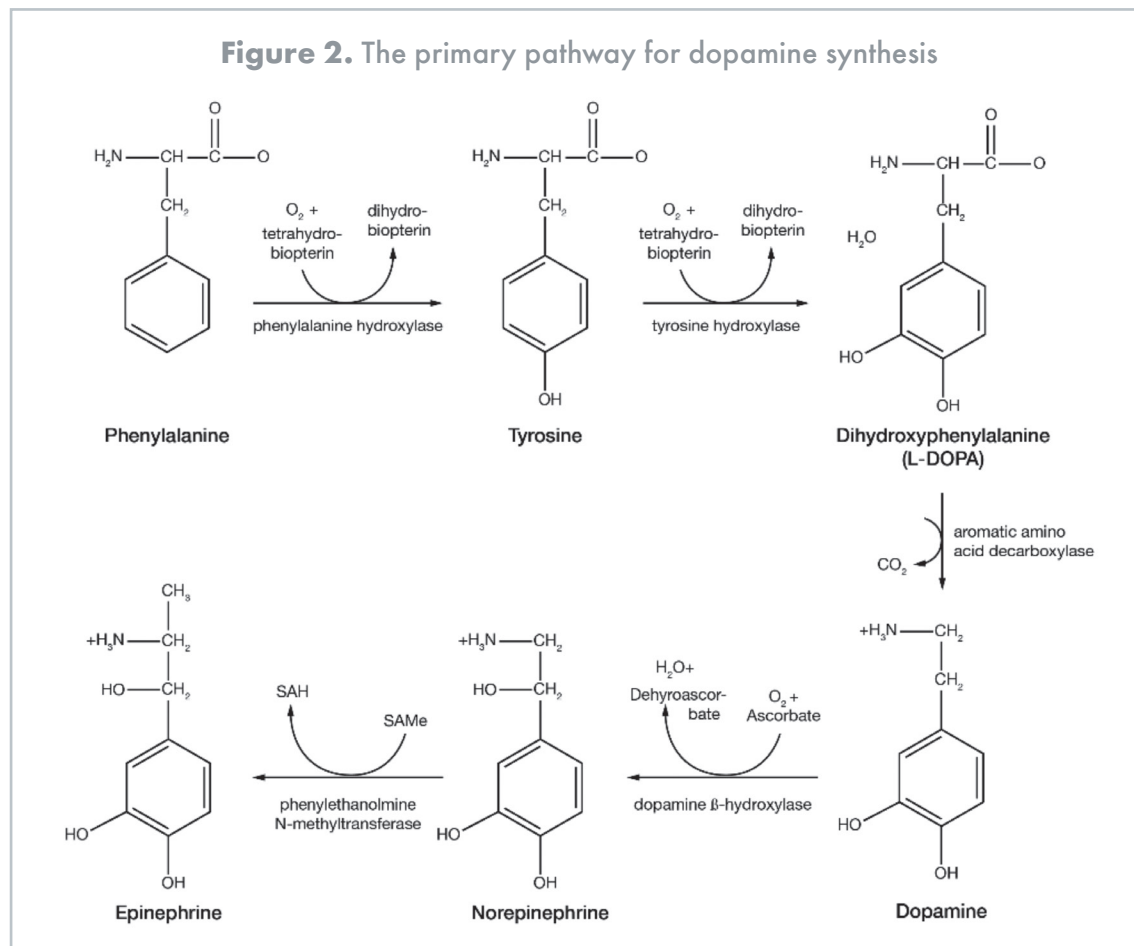 Figure 2. The primary pathway for dopamine synthesis
O
H₂N—CH—C—O
CH₂
O₂ +
tetrahydro-
biopterin
dihydro-
biopterin
phenylalanine hydroxylase
Phenylalanine
O
H₂N—CH—C—O
CH₂
O₂ +
tetrahydro-
biopterin
dihydro-
biopterin
tyrosine hydroxylase
OH
Tyrosine
O
H₂N—CH—C—O
CH₂
H₂O
HO
OH
Dihydroxyphenylalanine
(L-DOPA)
CO₂
aromatic amino
acid decarboxylase
+H₃N—CH₂
CH₂
HO
OH
Dopamine
O₂ +
Ascorbate
H₂O+
Dehyroascor-
bate
dopamine ß-hydroxylase
+H₃N—CH₂
HO—CH₂
HO
OH
Norepinephrine
SAMe
SAH
phenylethanolmine
N-methyltransferase
CH₃
+H₃N—CH₂
HO—CH₂
HO
OH
Epinephrine